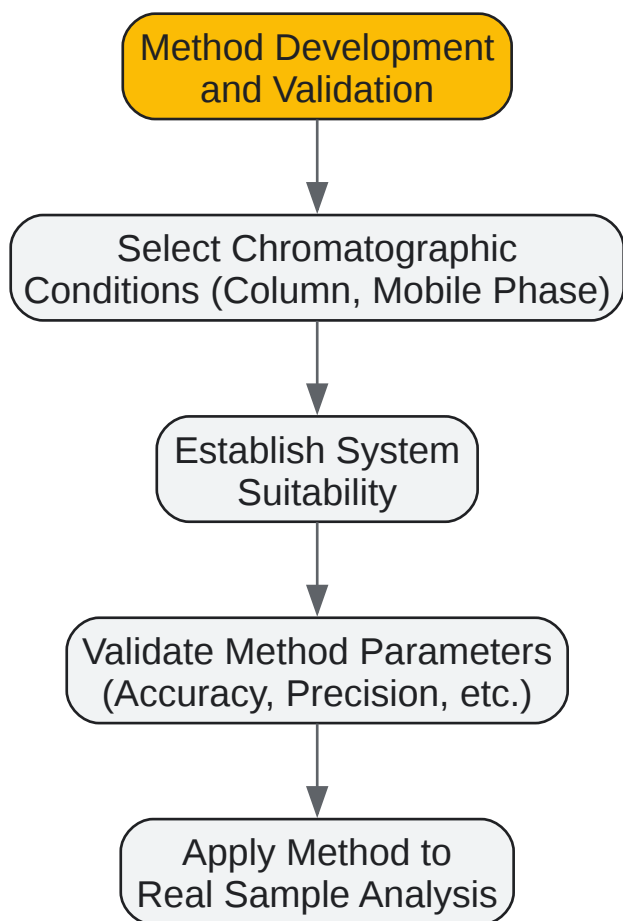 Method Development
and Validation
Select Chromatographic
Conditions (Column, Mobile Phase)
Establish System
Suitability
Validate Method Parameters
(Accuracy, Precision, etc.)
Apply Method to
Real Sample Analysis